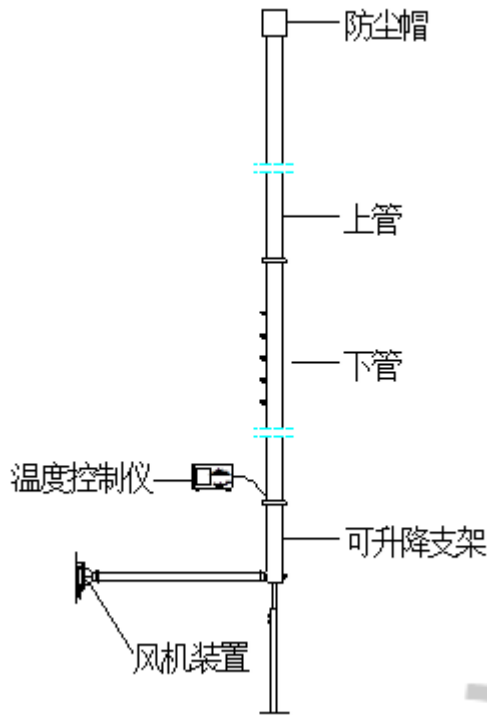 防尘帽
上管
下管
温度控制仪
可升降支架
风机装置